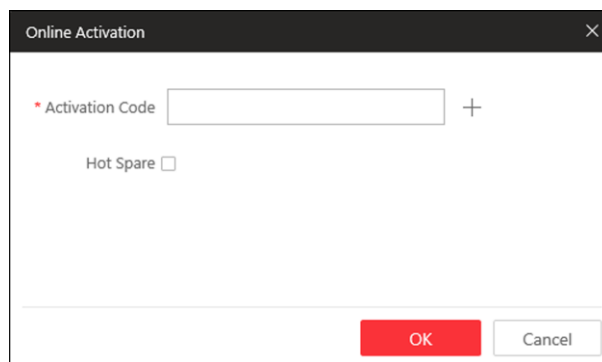 Online Activation
* Activation Code
Hot Spare
OK Cancel